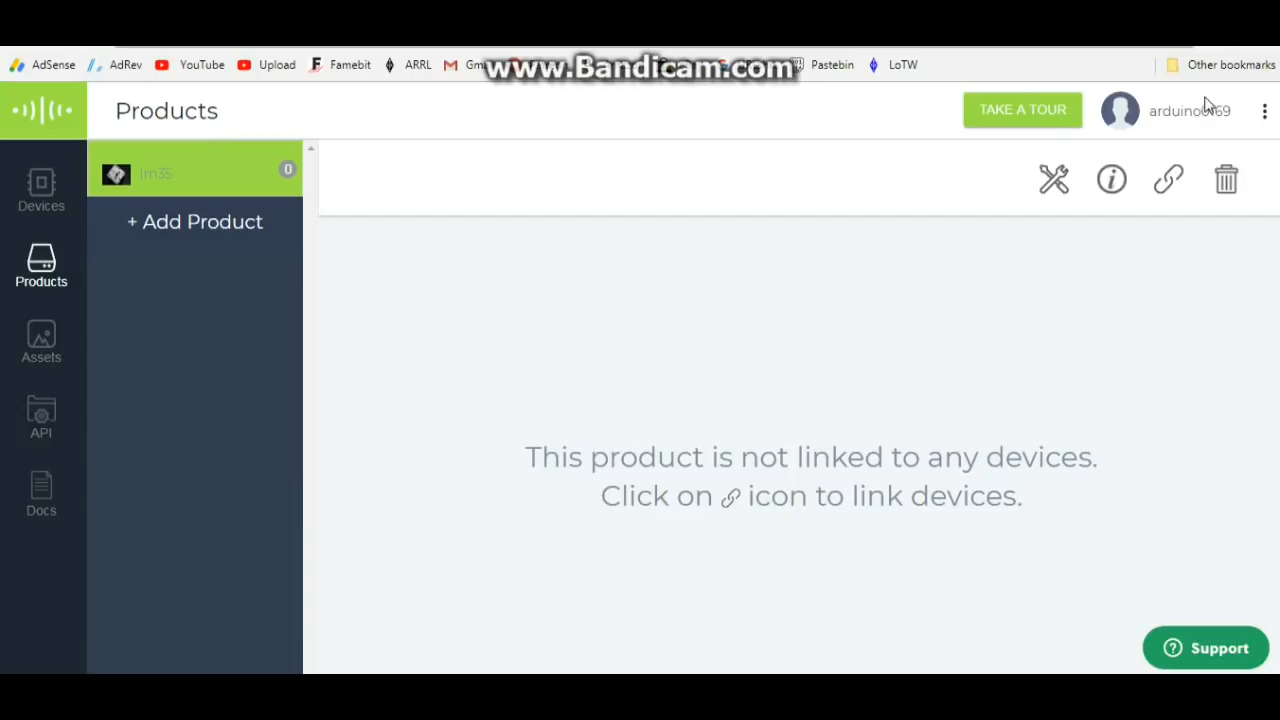 AdSense AdRev YouTube Upload Famebit ARRL www.Bandicam.com Pastebin LoTW Other bookmarks
Products TAKE A TOUR
lm35 0
+ Add Product
Devices
Products
Assets
API
Docs
This product is not linked to any devices.
Click on icon to link devices.
Support